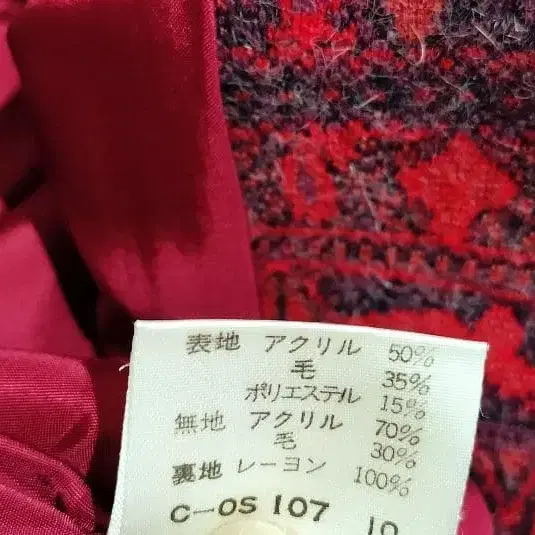 表地 アクリル 50%
毛 35%
ポリエステル 15%
無地 アクリル 70%
毛 30%
裏地 レーヨン 100%
C-OS 107 10